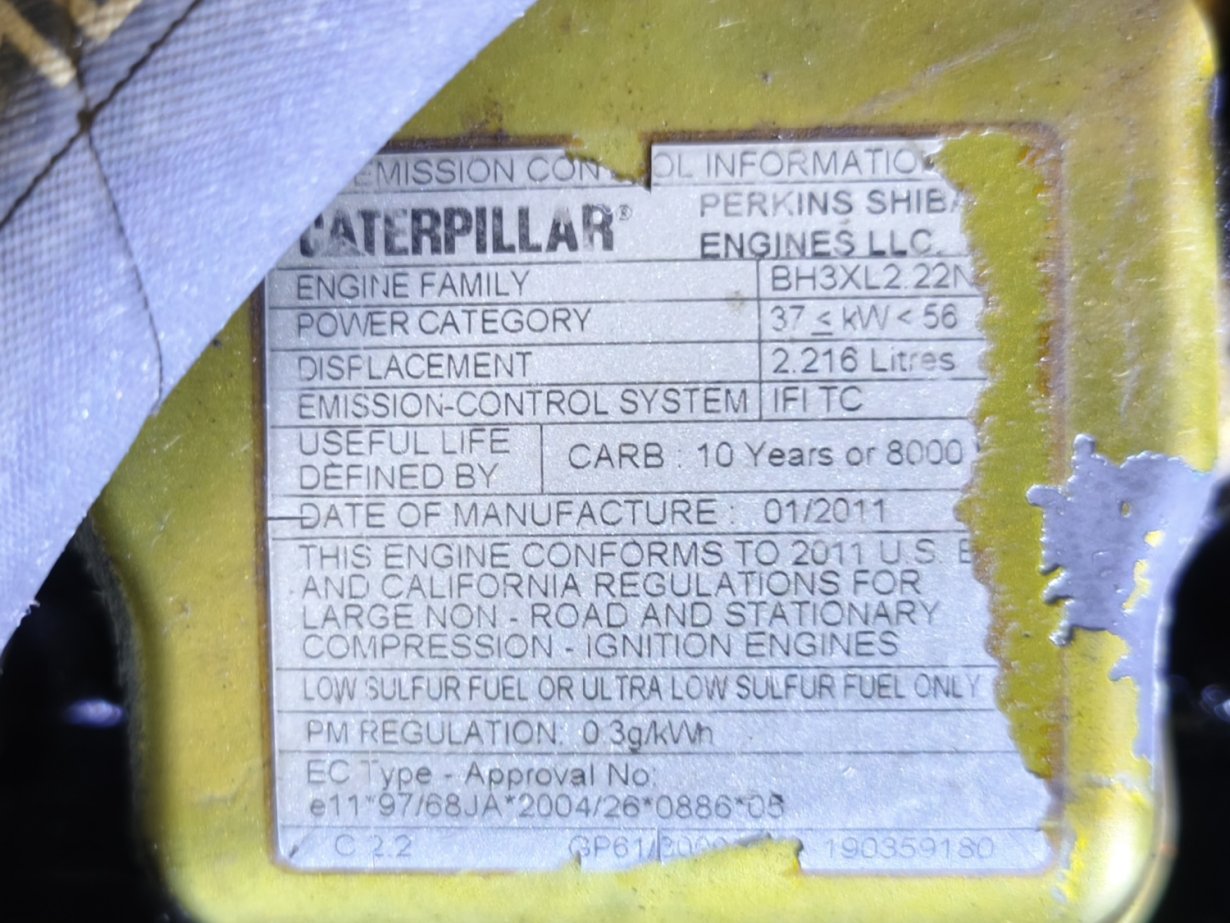 EMISSION CONTROL INFORMATION
CATERPILLAR®
PERKINS SHIBA
ENGINES LLC.
ENGINE FAMILY BH3XL2.22N
POWER CATEGORY 37 ≤ kW < 56
DISPLACEMENT 2.216 Litres
EMISSION-CONTROL SYSTEM IFI TC
USEFUL LIFE
DEFINED BY
CARB : 10 Years or 8000
DATE OF MANUFACTURE : 01/2011
THIS ENGINE CONFORMS TO 2011 U.S.
AND CALIFORNIA REGULATIONS FOR
LARGE NON - ROAD AND STATIONARY
COMPRESSION - IGNITION ENGINES
LOW SULFUR FUEL OR ULTRA LOW SULFUR FUEL ONLY
PM REGULATION: 0.3g/kWh
EC Type - Approval No:
e11*97/68JA*2004/26*0886*05
C 2.2 190359180